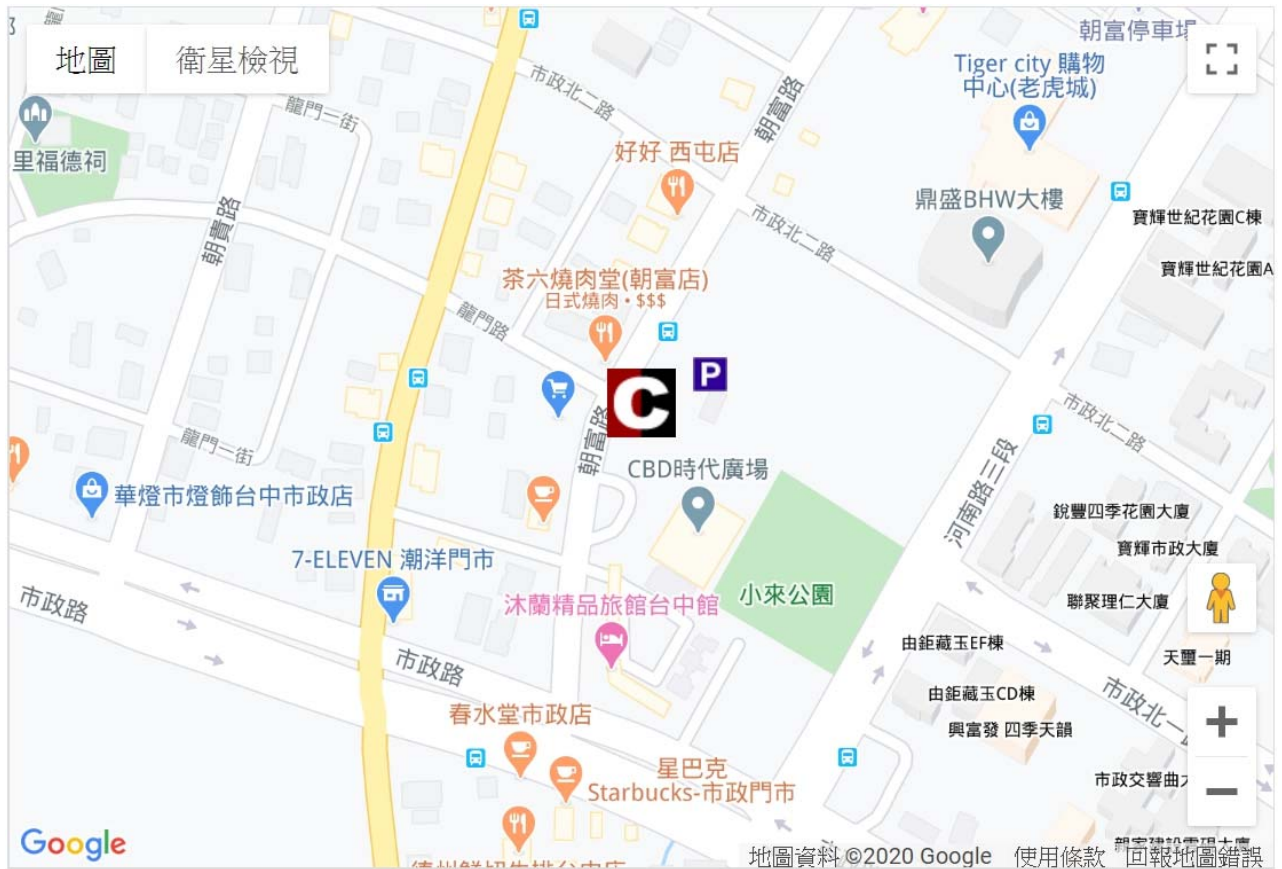 地圖
衛星檢視
朝富停車場
Tiger city 購物
中心(老虎城)
市政北二路
朝富路
龍門一街
里福德祠
好好 西屯店
鼎盛BHW大樓
寶輝世紀花園C棟
市政北二路
朝貴路
寶輝世紀花園A
茶六燒肉堂(朝富店)
日式燒肉・$$$
龍門路
P
C
市政北二路
朝富路
龍門一街
CBD時代廣場
河南路三段
華燈市燈飾台中市政店
銳豐四季花園大廈
寶輝市政大廈
7-ELEVEN 潮洋門市
市政路
沐蘭精品旅館台中館
小來公園
聯聚理仁大廈
由鉅藏玉EF棟
天璽一期
市政路
由鉅藏玉CD棟
市政北一路
春水堂市政店
興富發 四季天韻
星巴克
Starbucks-市政門市
市政交響曲大
Google
地圖資料 ©2020 Google
使用條款
回報地圖錯誤